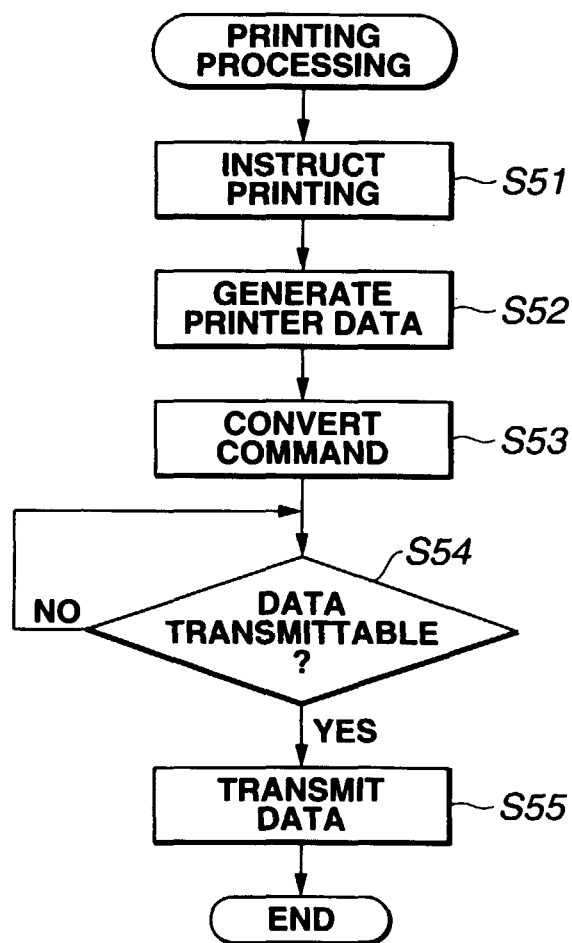 PRINTING
PROCESSING
INSTRUCT
PRINTING
S51
GENERATE
PRINTER DATA
S52
CONVERT
COMMAND
S53
S54
DATA
TRANSMITTABLE
?
NO
YES
TRANSMIT
DATA
S55
END